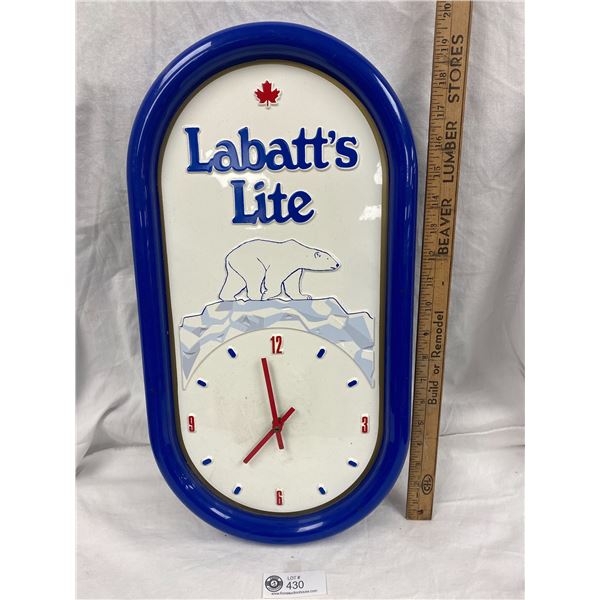 Labatt's
Lite
12
9
3
6
BEAVER LUMBER STORES
Build or Remodel
LOT #
430